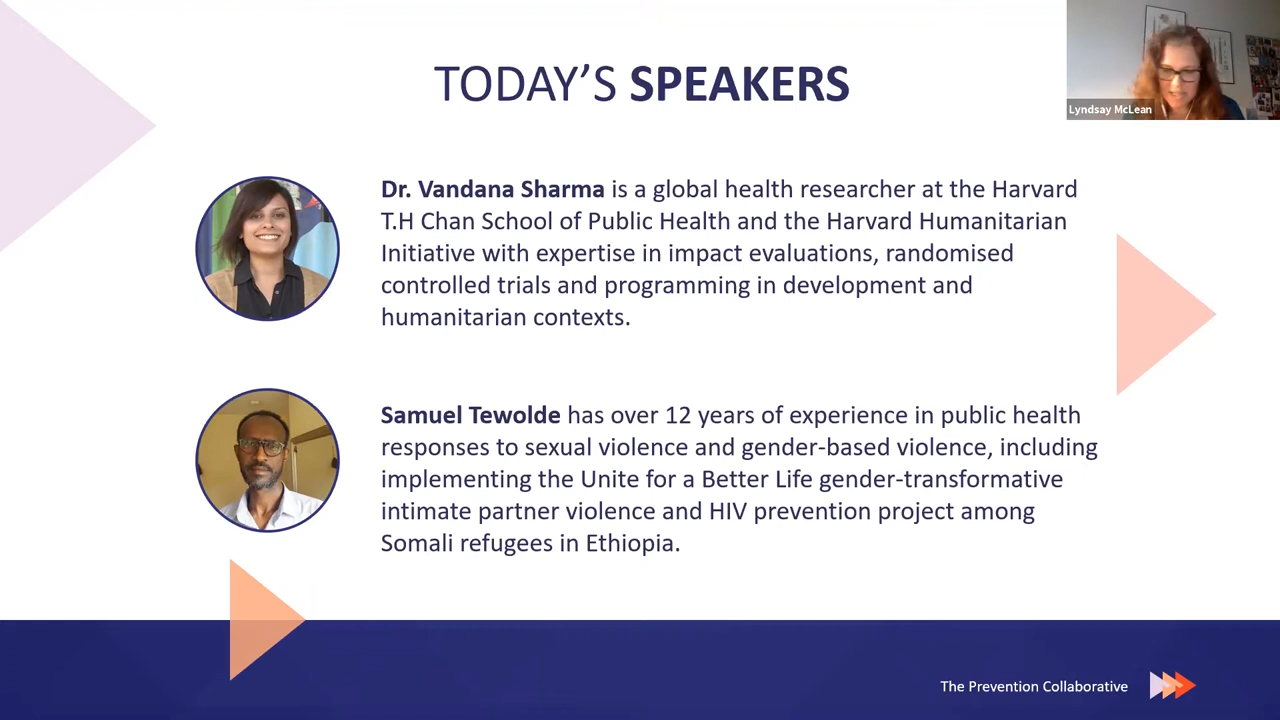 TODAY’S SPEAKERS
Lyndsay McLean
Dr. Vandana Sharma is a global health researcher at the Harvard
T.H Chan School of Public Health and the Harvard Humanitarian
Initiative with expertise in impact evaluations, randomised
controlled trials and programming in development and
humanitarian contexts.
Samuel Tewolde has over 12 years of experience in public health
responses to sexual violence and gender-based violence, including
implementing the Unite for a Better Life gender-transformative
intimate partner violence and HIV prevention project among
Somali refugees in Ethiopia.
The Prevention Collaborative